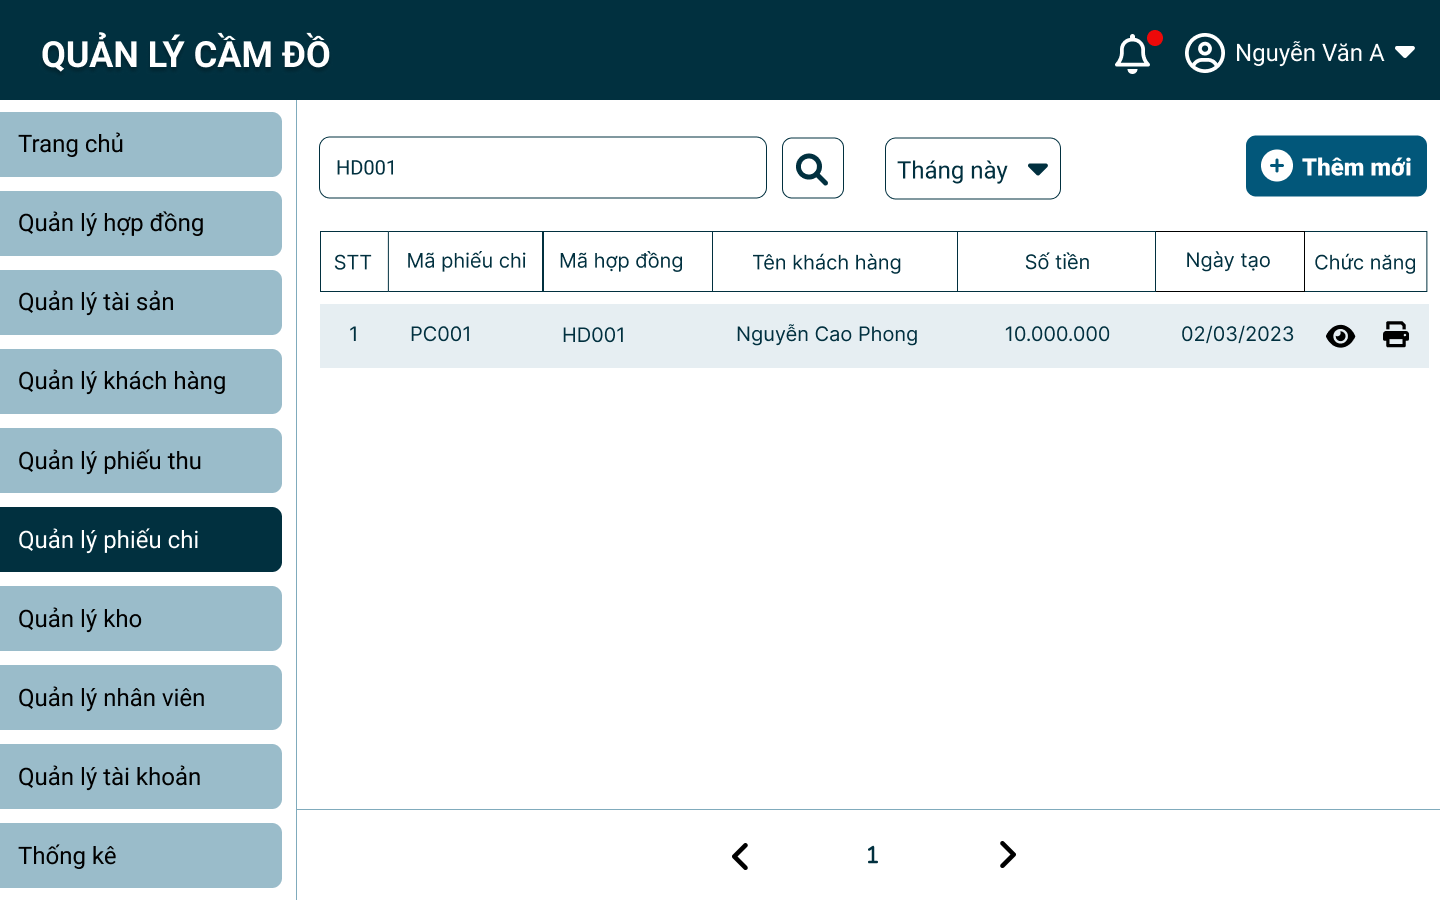 QUẢN LÝ CẦM ĐỒ
Nguyễn Văn A
Trang chủ
Quản lý hợp đồng
Quản lý tài sản
Quản lý khách hàng
Quản lý phiếu thu
Quản lý phiếu chi
Quản lý kho
Quản lý nhân viên
Quản lý tài khoản
Thống kê
HD001
Tháng này
Thêm mới
STT Mã phiếu chi Mã hợp đồng Tên khách hàng Số tiền Ngày tạo Chức năng
1 PC001 HD001 Nguyễn Cao Phong 10.000.000 02/03/2023
1